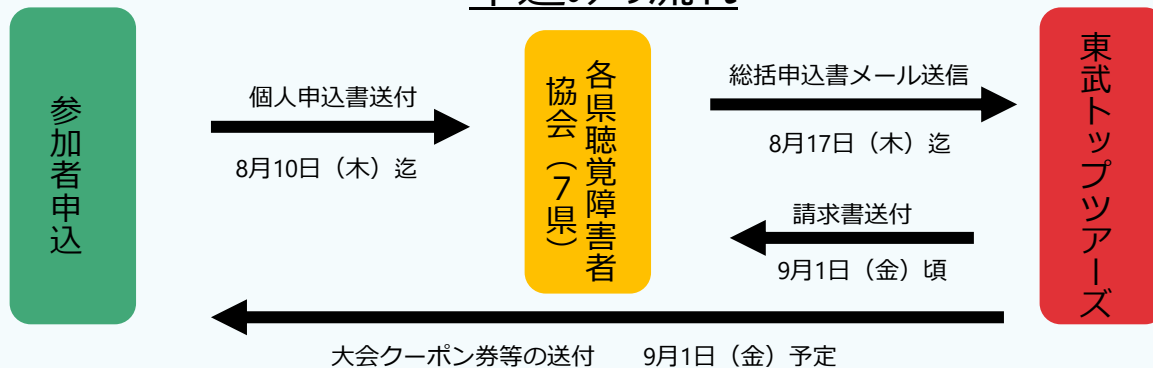 参加者申込
個人申込書送付
8月10日（木）迄
各県聴覚障害者
協会（7県）
総括申込書メール送信
8月17日（木）迄
請求書送付
9月1日（金）頃
東武トップツアーズ
大会クーポン券等の送付　　9月1日（金）予定